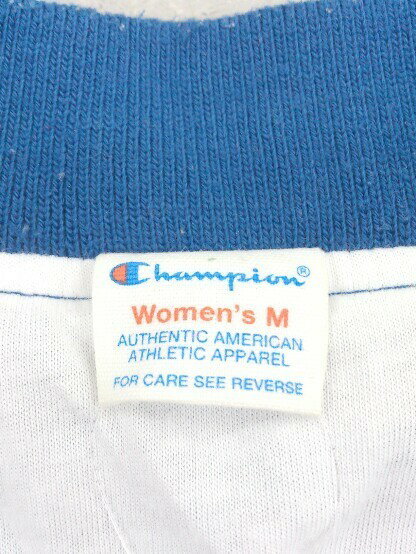 Champion®
Women's M
AUTHENTIC AMERICAN
ATHLETIC APPAREL
FOR CARE SEE REVERSE